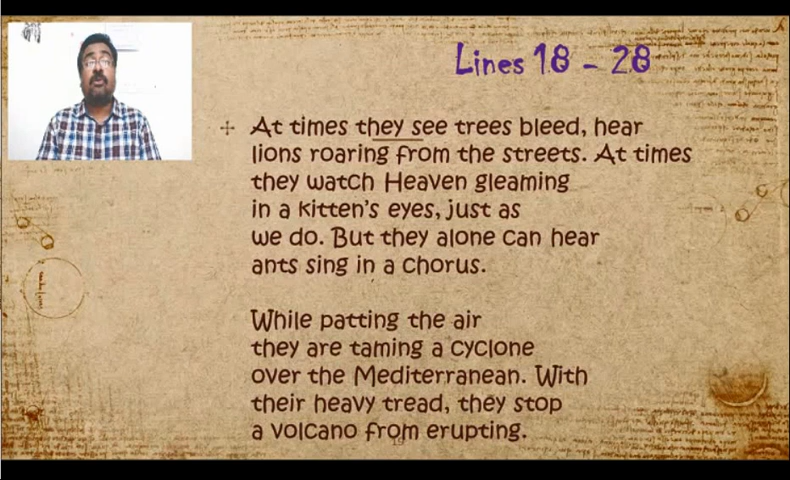 Lines 18 - 28
At times they see trees bleed, hear
lions roaring from the streets. At times
they watch Heaven gleaming
in a kitten's eyes, just as
we do. But they alone can hear
ants sing in a chorus.
While patting the air
they are taming a cyclone
over the Mediterranean. With
their heavy tread, they stop
a volcano from erupting.